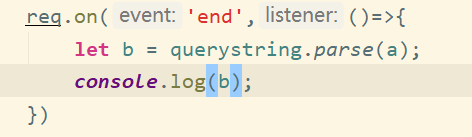 req.on( event: 'end', listener: ()=>{
    let b = querystring.parse(a);
    console.log(b);
})